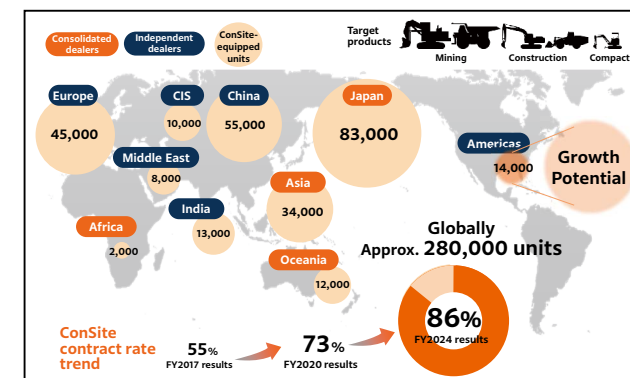 Consolidated
dealers
Independent
dealers
ConSite-
equipped
units
Target
products
Mining
Construction
Compact
Europe
45,000
CIS
10,000
China
55,000
Japan
83,000
Middle East
8,000
Americas
14,000
Growth
Potential
India
13,000
Asia
34,000
Africa
2,000
Oceania
12,000
Globally
Approx. 280,000 units
ConSite
contract rate
trend
55%
FY2017 results
73%
FY2020 results
86%
FY2024 results